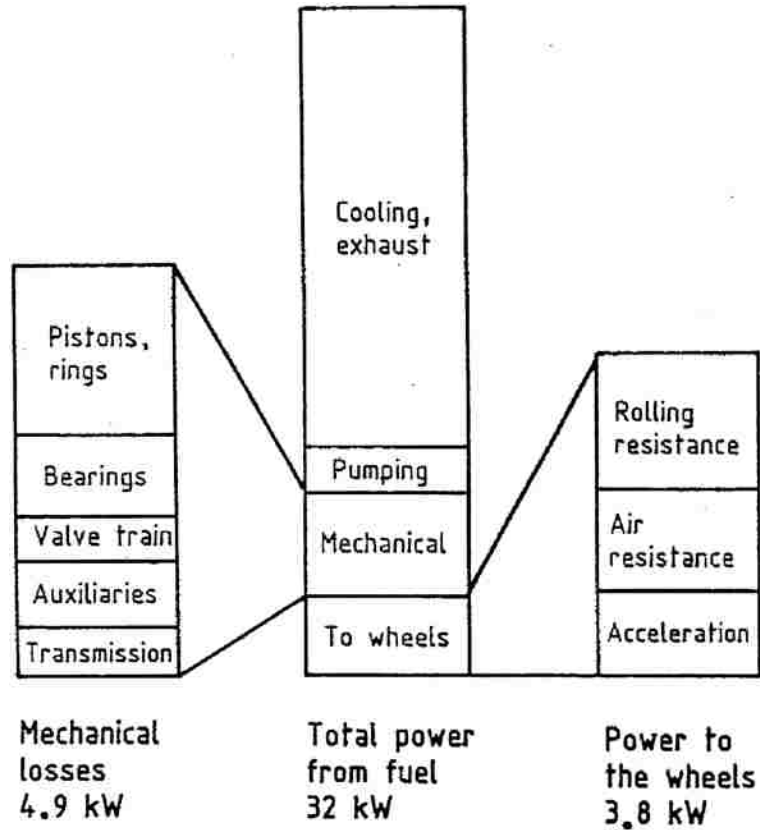 Pistons,
rings
Bearings
Valve train
Auxiliaries
Transmission
Mechanical
losses
4.9 kW
Cooling,
exhaust
Pumping
Mechanical
To wheels
Total power
from fuel
32 kW
Rolling
resistance
Air
resistance
Acceleration
Power to
the wheels
3.8 kW